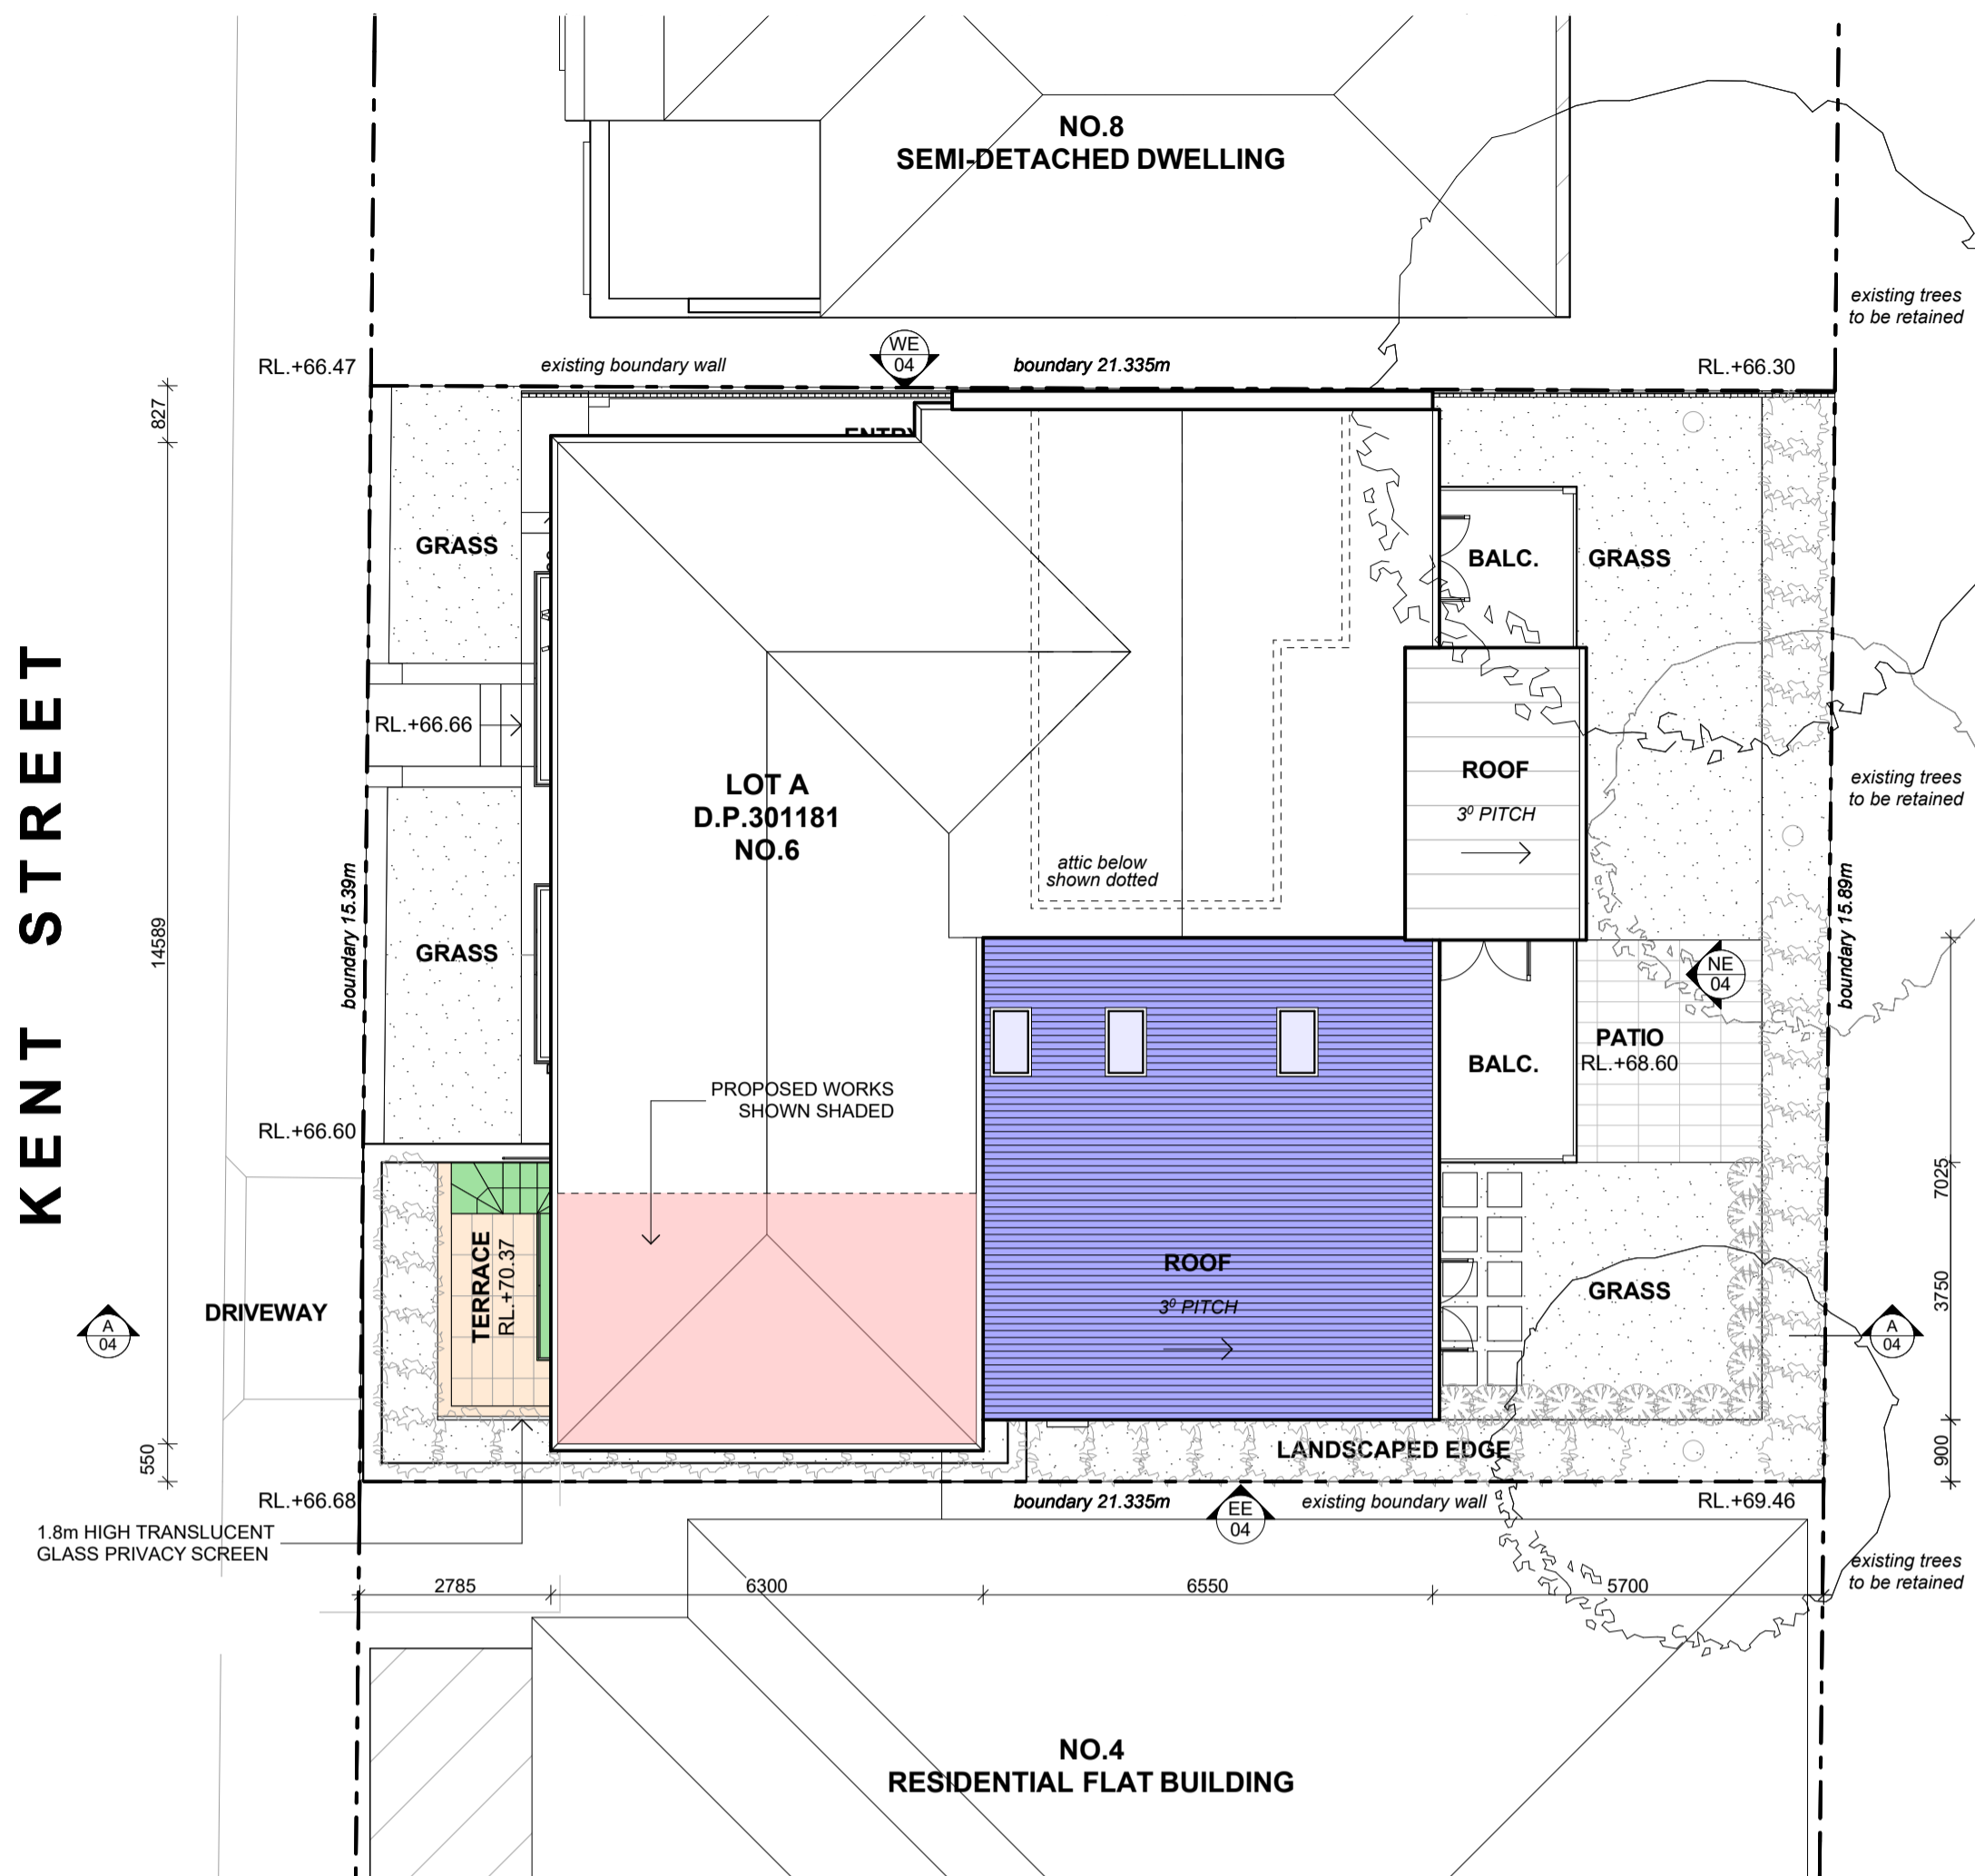 NO.8
SEMI-DETACHED DWELLING
existing trees
to be retained
RL.+66.47
existing boundary wall
WE
04
boundary 21.335m
RL.+66.30
827
ENTRY
GRASS
BALC.
GRASS
KENT STREET
RL.+66.66
LOT A
D.P.301181
NO.6
ROOF
3⁰ PITCH
existing trees
to be retained
attic below
shown dotted
boundary 15.39m
14589
GRASS
boundary 15.89m
NE
04
PATIO
RL.+68.60
BALC.
PROPOSED WORKS
SHOWN SHADED
RL.+66.60
7025
TERRACE
RL.+70.37
ROOF
3⁰ PITCH
GRASS
3750
DRIVEWAY
A
04
A
04
550
LANDSCAPED EDGE
900
RL.+66.68
boundary 21.335m
EE
04
existing boundary wall
RL.+69.46
1.8m HIGH TRANSLUCENT
GLASS PRIVACY SCREEN
existing trees
to be retained
2785
6300
6550
5700
NO.4
RESIDENTIAL FLAT BUILDING